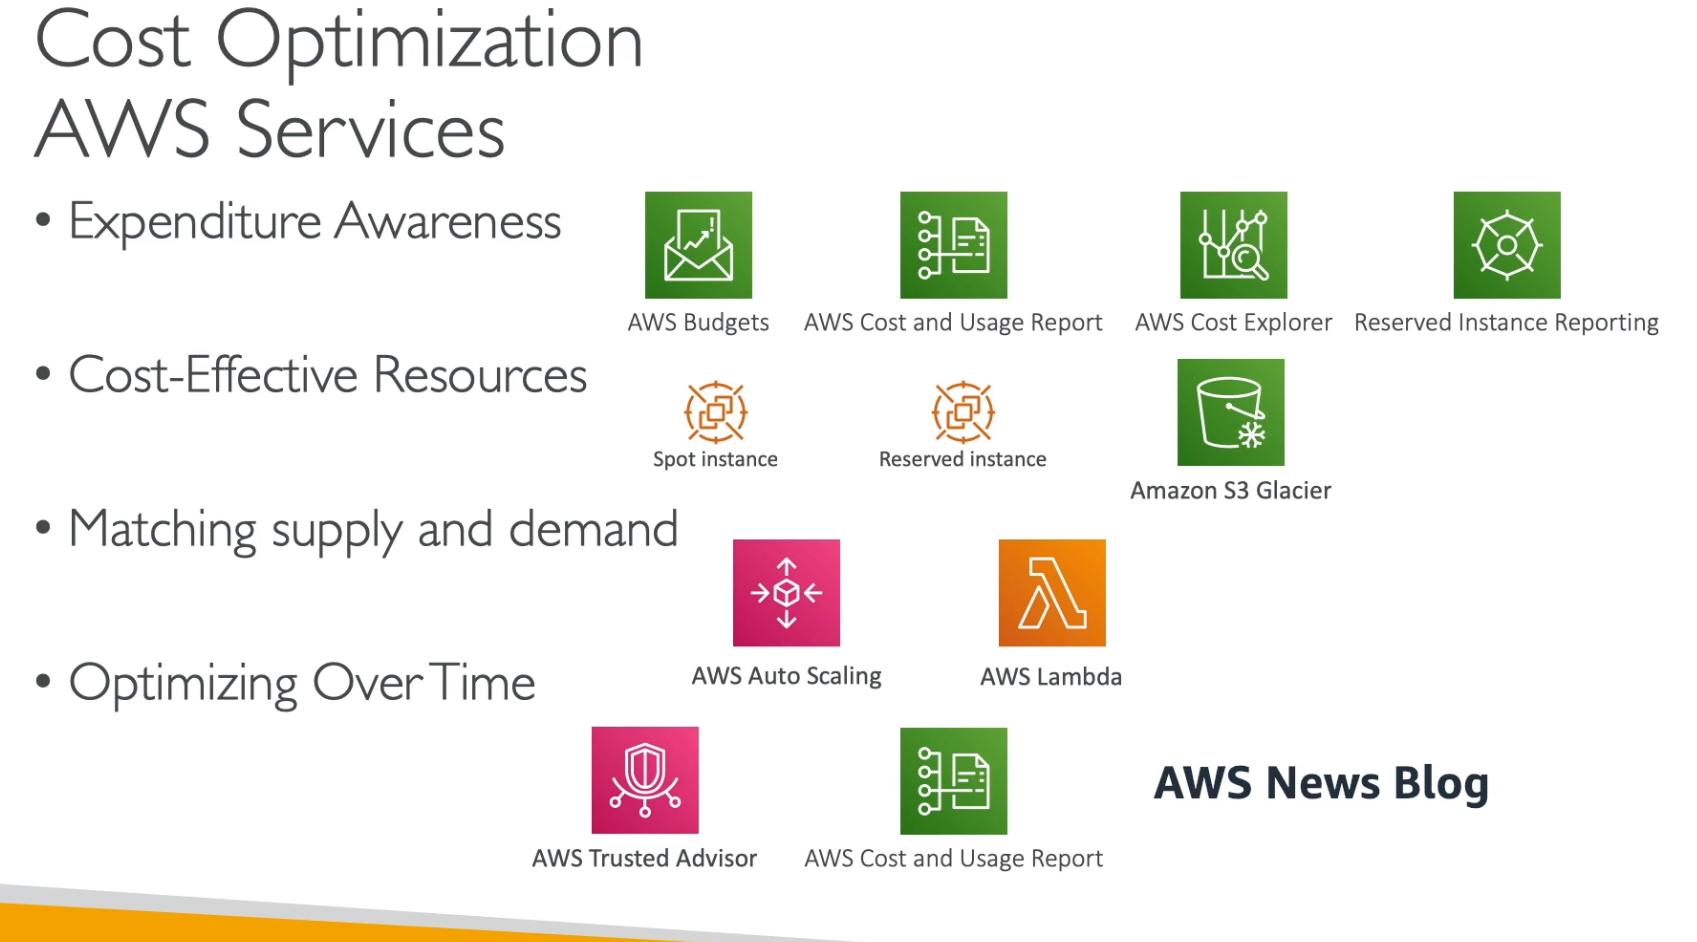 Cost Optimization
AWS Services
• Expenditure Awareness
AWS Budgets
AWS Cost and Usage Report
AWS Cost Explorer
Reserved Instance Reporting
• Cost-Effective Resources
Spot instance
Reserved instance
Amazon S3 Glacier
• Matching supply and demand
AWS Auto Scaling
AWS Lambda
• Optimizing Over Time
AWS Trusted Advisor
AWS Cost and Usage Report
AWS News Blog